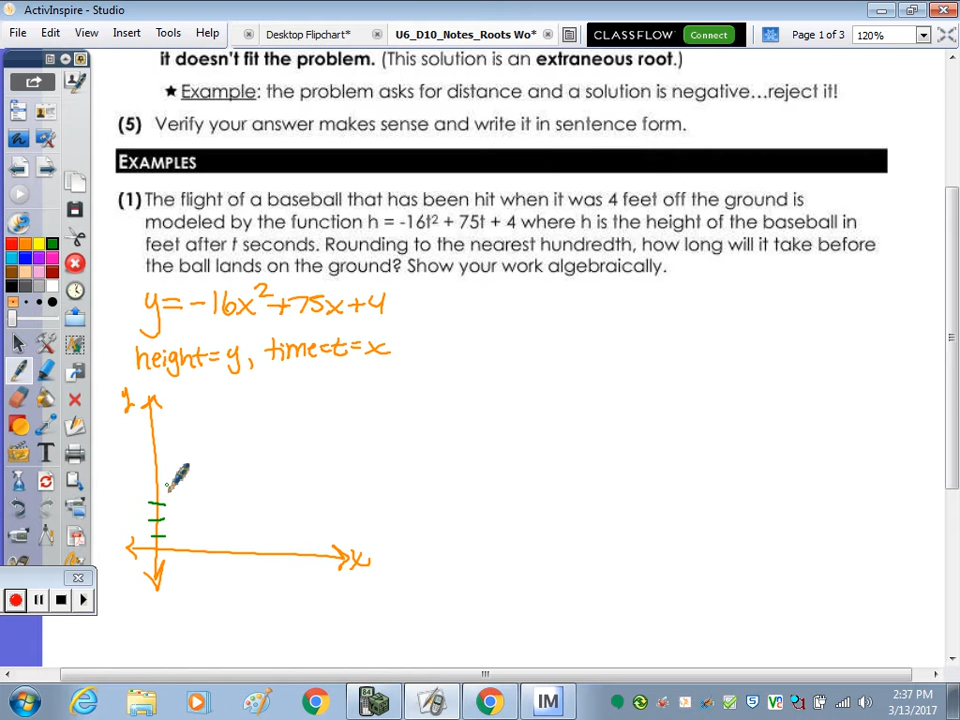 ActivInspire - Studio
File Edit View Insert Tools Help Desktop Flipchart* U6_D10_Notes_Roots Wo* CLASSFLOW Connect Page 1 of 3 120%
it doesn't fit the problem. (This solution is an extraneous root.)
★ Example: the problem asks for distance and a solution is negative…reject it!
(5) Verify your answer makes sense and write it in sentence form.
EXAMPLES
(1) The flight of a baseball that has been hit when it was 4 feet off the ground is
modeled by the function h = -16t² + 75t + 4 where h is the height of the baseball in
feet after t seconds. Rounding to the nearest hundredth, how long will it take before
the ball lands on the ground? Show your work algebraically.
y = -16x² + 75x + 4
height = y, time = t = x
y
x
84
IM
2:37 PM
3/13/2017